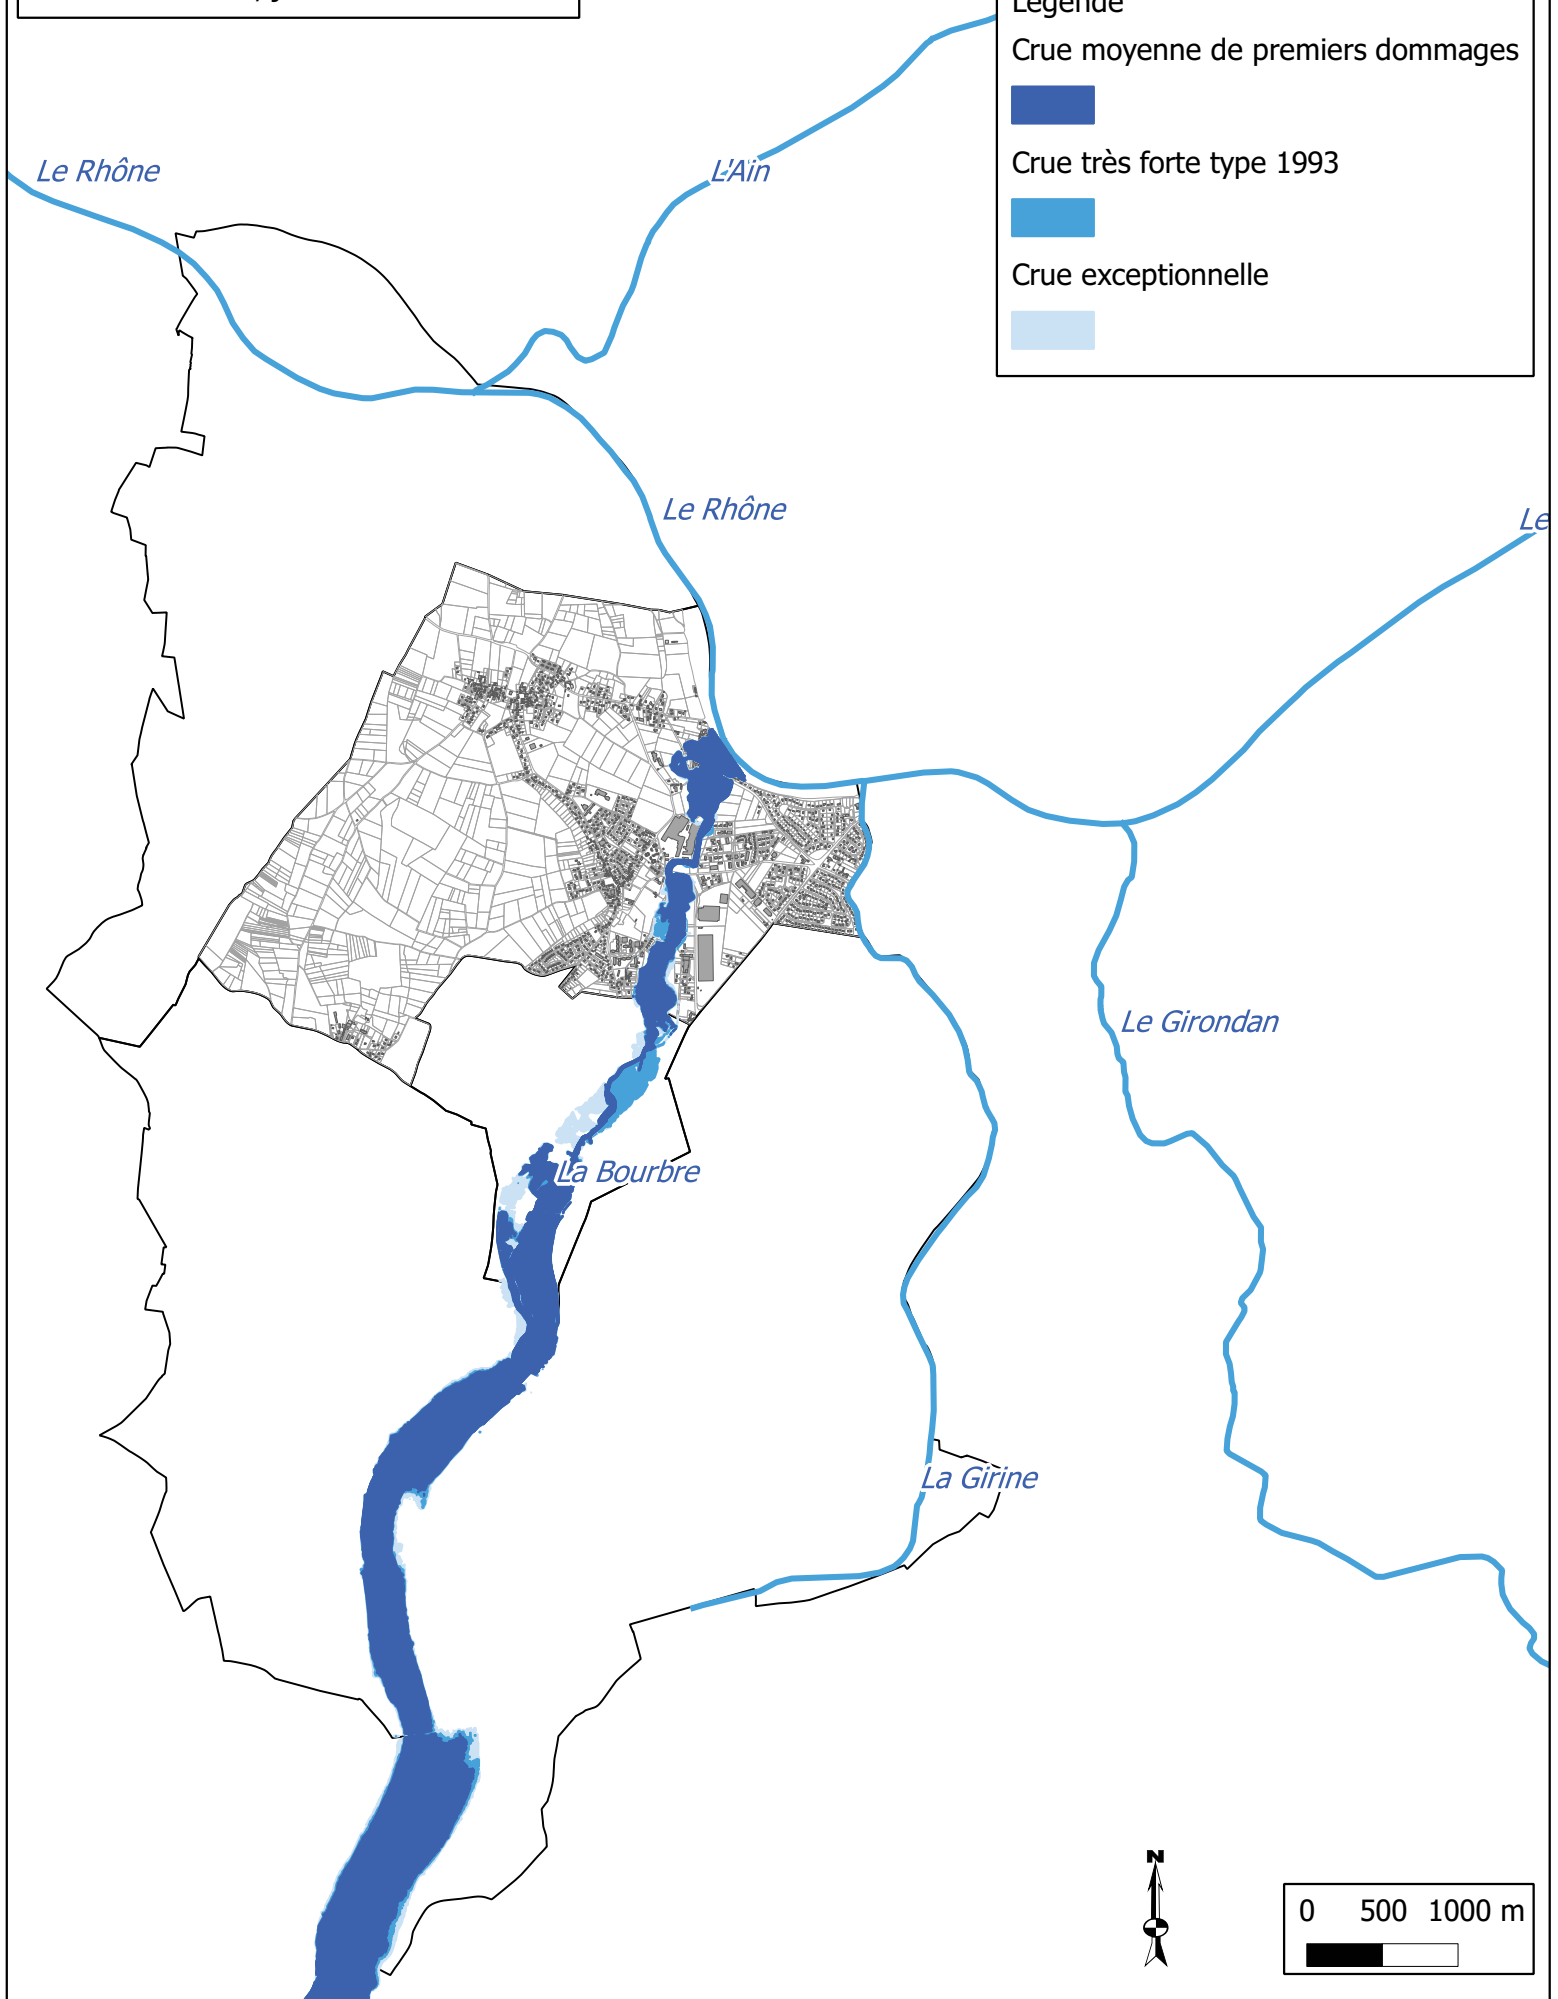 Légende
Crue moyenne de premiers dommages
Crue très forte type 1993
Crue exceptionnelle
Le Rhône
L'Ain
Le Rhône
Le
Le Girondan
La Bourbre
La Girine
N
0 500 1000 m